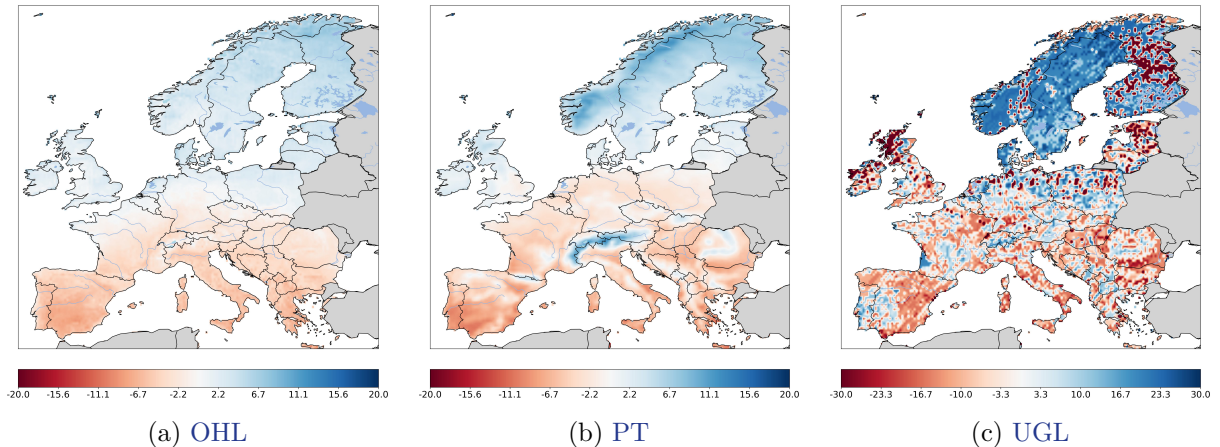 -20.0 -15.6 -11.1 -6.7 -2.2 2.2 6.7 11.1 15.6 20.0
-20.0 -15.6 -11.1 -6.7 -2.2 2.2 6.7 11.1 15.6 20.0
-30.0 -23.3 -16.7 -10.0 -3.3 3.3 10.0 16.7 23.3 30.0
(a) OHL
(b) PT
(c) UGL